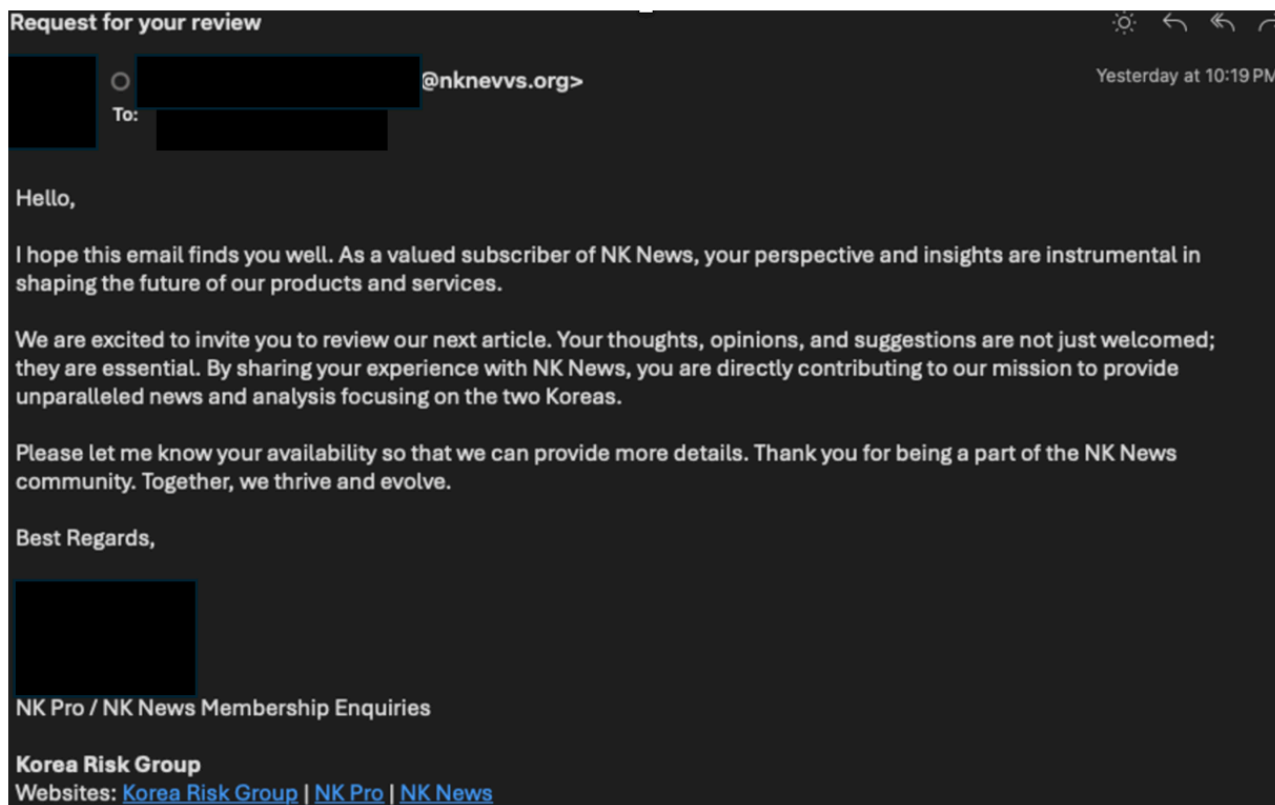 Request for your review
@nknevvs.org>
Yesterday at 10:19 PM
To:
Hello,
I hope this email finds you well. As a valued subscriber of NK News, your perspective and insights are instrumental in
shaping the future of our products and services.
We are excited to invite you to review our next article. Your thoughts, opinions, and suggestions are not just welcomed;
they are essential. By sharing your experience with NK News, you are directly contributing to our mission to provide
unparalleled news and analysis focusing on the two Koreas.
Please let me know your availability so that we can provide more details. Thank you for being a part of the NK News
community. Together, we thrive and evolve.
Best Regards,
NK Pro / NK News Membership Enquiries
Korea Risk Group
Websites: Korea Risk Group | NK Pro | NK News